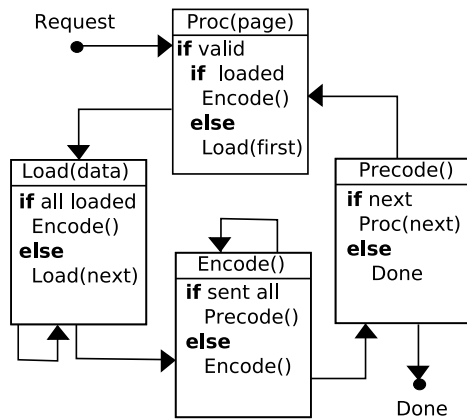 Request
Proc(page)
if valid
if loaded
Encode()
else
Load(first)
Load(data)
if all loaded
Encode()
else
Load(next)
Encode()
if sent all
Precode()
else
Encode()
Precode()
if next
Proc(next)
else
Done
Done